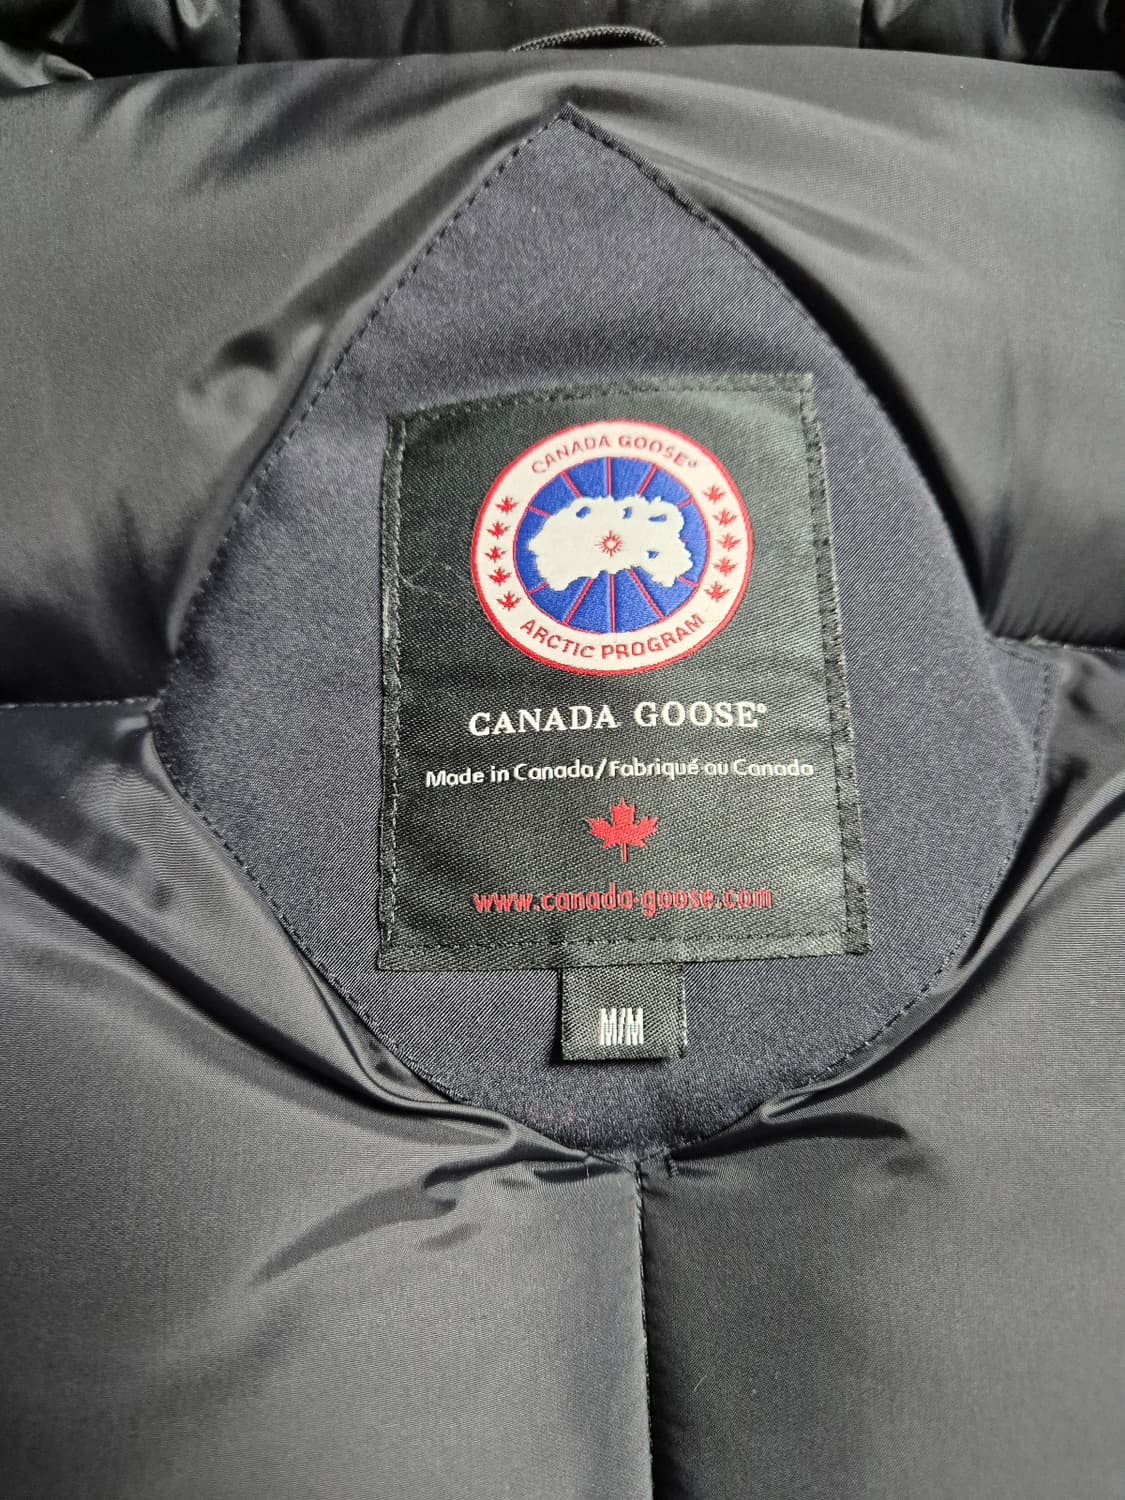 CANADA GOOSE®
ARCTIC PROGRAM
CANADA GOOSE®
Made in Canada/Fabriqué au Canada
www.canada-goose.com
M/M